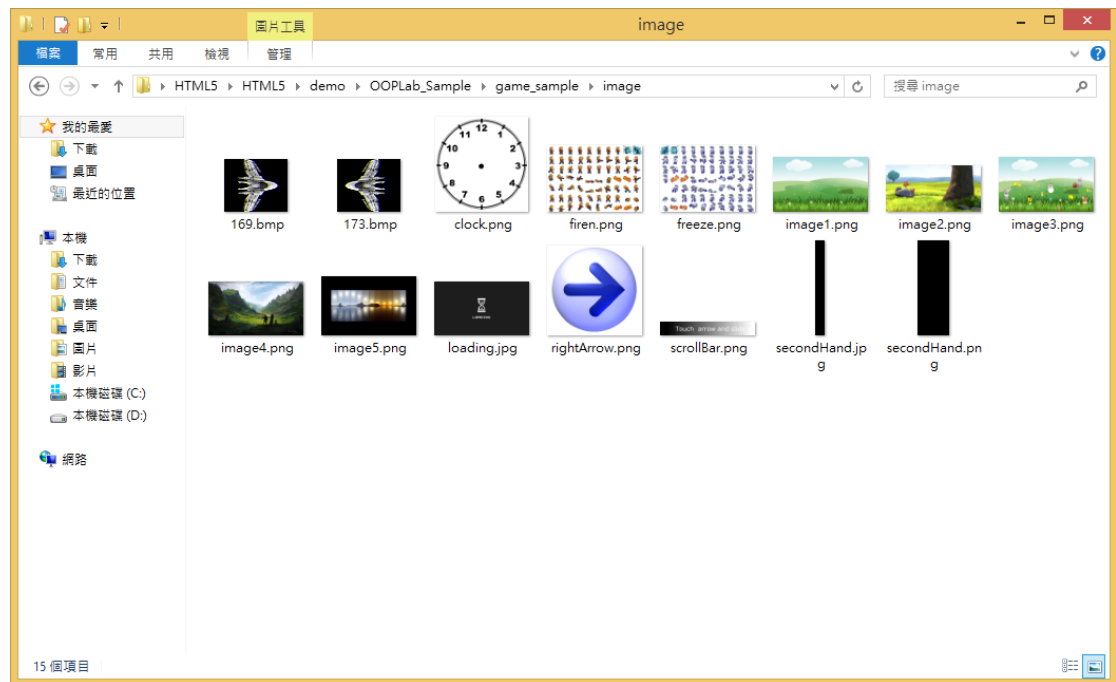 圖片工具
image
檔案 常用 共用 檢視 管理
HTML5 HTML5 demo OOPLab_Sample game_sample image
搜尋 image
我的最愛
下載
桌面
最近的位置
本機
下載
文件
音樂
桌面
圖片
影片
本機磁碟 (C:)
本機磁碟 (D:)
網路
12 1 2 3 4 5 6 7 8 9 10 11
169.bmp 173.bmp clock.png firen.png freeze.png image1.png image2.png image3.png
Touch arrow and
image4.png image5.png loading.jpg rightArrow.png scrollBar.png secondHand.jp secondHand.pn
g g
15 個項目